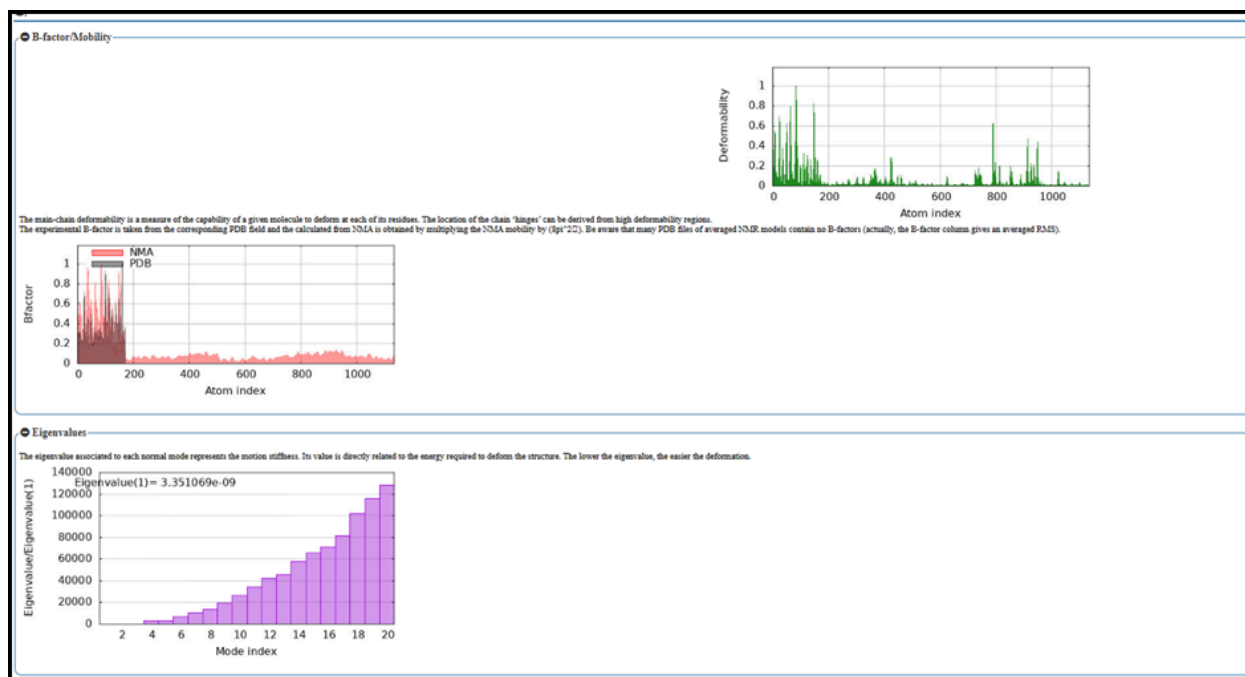 B-factor/Mobility
1
0.8
0.6
0.4
0.2
0
Deformability
0 200 400 600 800 1000
Atom index
The main-chain deformability is a measure of the capability of a given molecule to deform at each of its residues. The location of the chain 'hinges' can be derived from high deformability regions.
The experimental B-factor is taken from the corresponding PDB field and the calculated from NMA is obtained by multiplying the NMA mobility by (8pi^2). Be aware that many PDB files of averaged NMR models contain no B-factors (actually, the B-factor column gives an averaged RMS).
NMA
PDB
1
0.8
0.6
0.4
0.2
0
Bfactor
0 200 400 600 800 1000
Atom index
Eigenvalues
The eigenvalue associated to each normal mode represents the motion stiffness. Its value is directly related to the energy required to deform the structure. The lower the eigenvalue, the easier the deformation.
Eigenvalue(1)= 3.351069e-09
140000
120000
100000
80000
60000
40000
20000
0
Eigenvalue/Eigenvalue(1)
2 4 6 8 10 12 14 16 18 20
Mode index